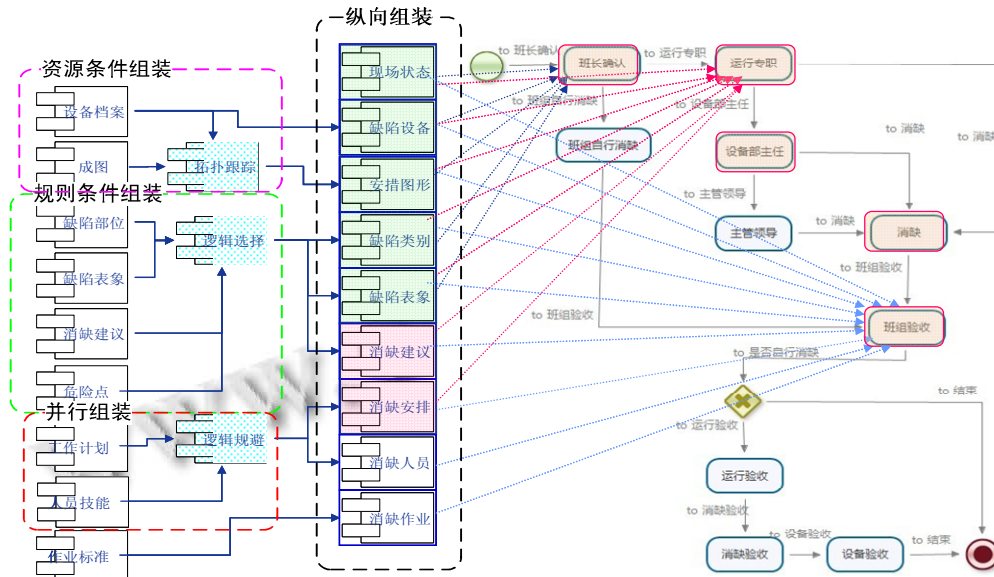 纵向组装
资源条件组装
设备档案
成图
拓扑跟踪
规则条件组装
缺陷部位
缺陷表象
逻辑选择
消缺建议
危险点
并行组装
工作计划
逻辑规避
人员技能
作业标准
现场状态
缺陷设备
安措图形
缺陷类别
缺陷表象
消缺建议
消缺安排
消缺人员
消缺作业
to 班长确认
班长确认
to 运行专职
运行专职
to 班组自行消缺
to 设备部主任
班组自行消缺
设备部主任
to 消缺
to 消缺
to 主管领导
主管领导
to 消缺
消缺
to 班组验收
to 班组验收
班组验收
to 是否自行消缺
to 结束
to 运行验收
运行验收
to 消缺验收
消缺验收
to 设备验收
设备验收
to 结束